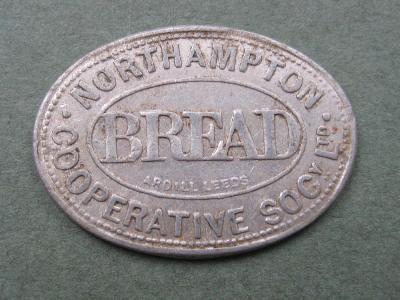 NORTHAMPTON
BREAD
ARDILL LEEDS
COOPERATIVE SOCY LTD.